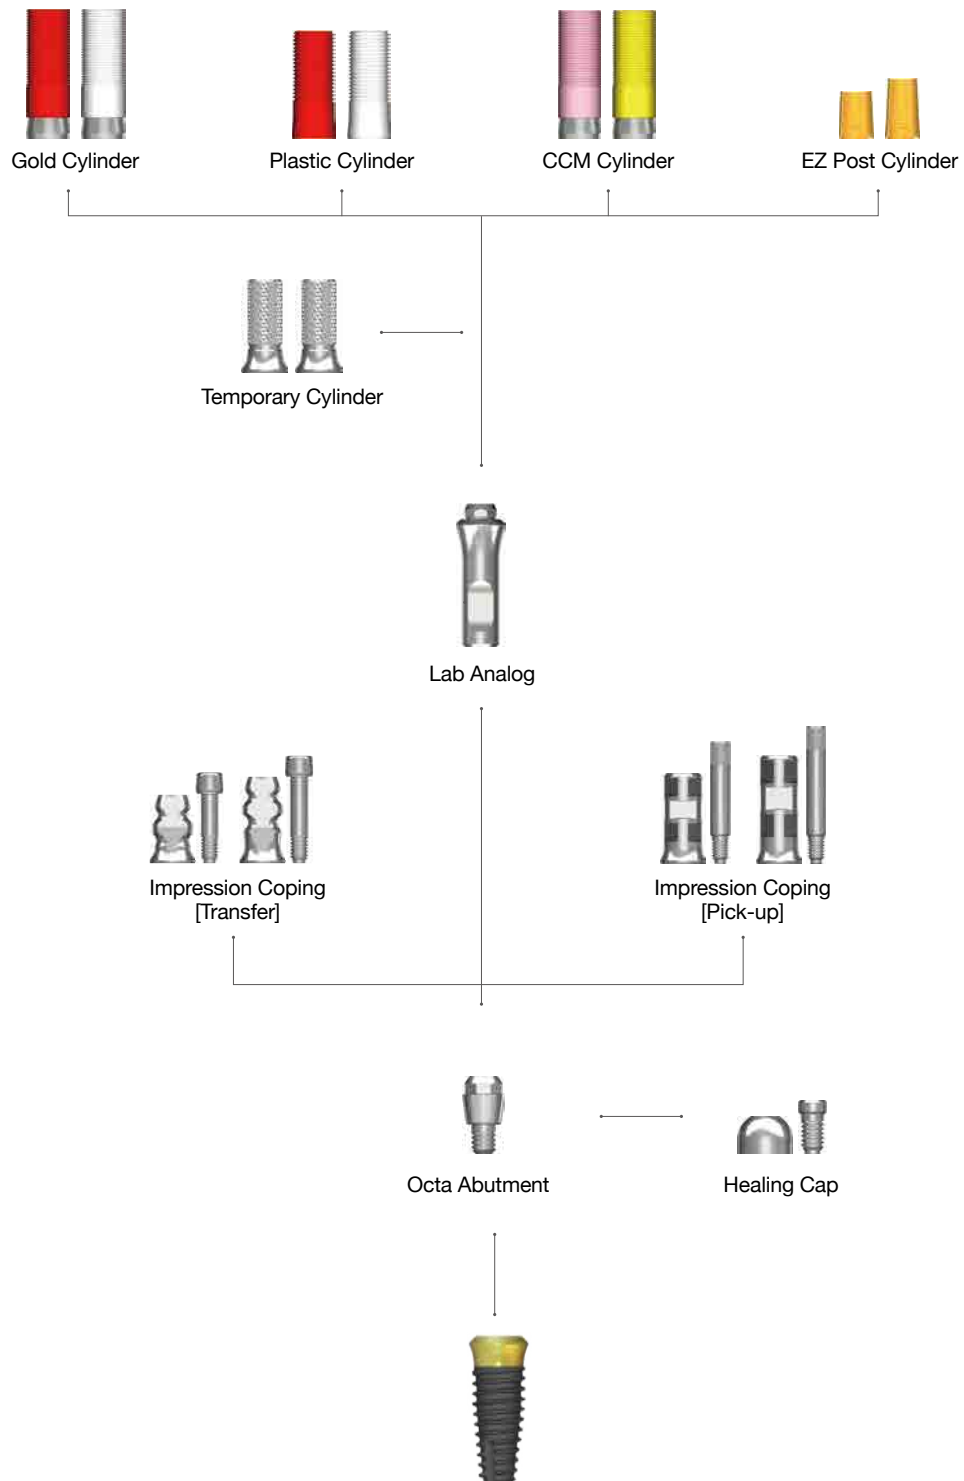 Gold Cylinder
Plastic Cylinder
CCM Cylinder
EZ Post Cylinder
Temporary Cylinder
Lab Analog
Impression Coping
[Transfer]
Impression Coping
[Pick-up]
Octa Abutment
Healing Cap